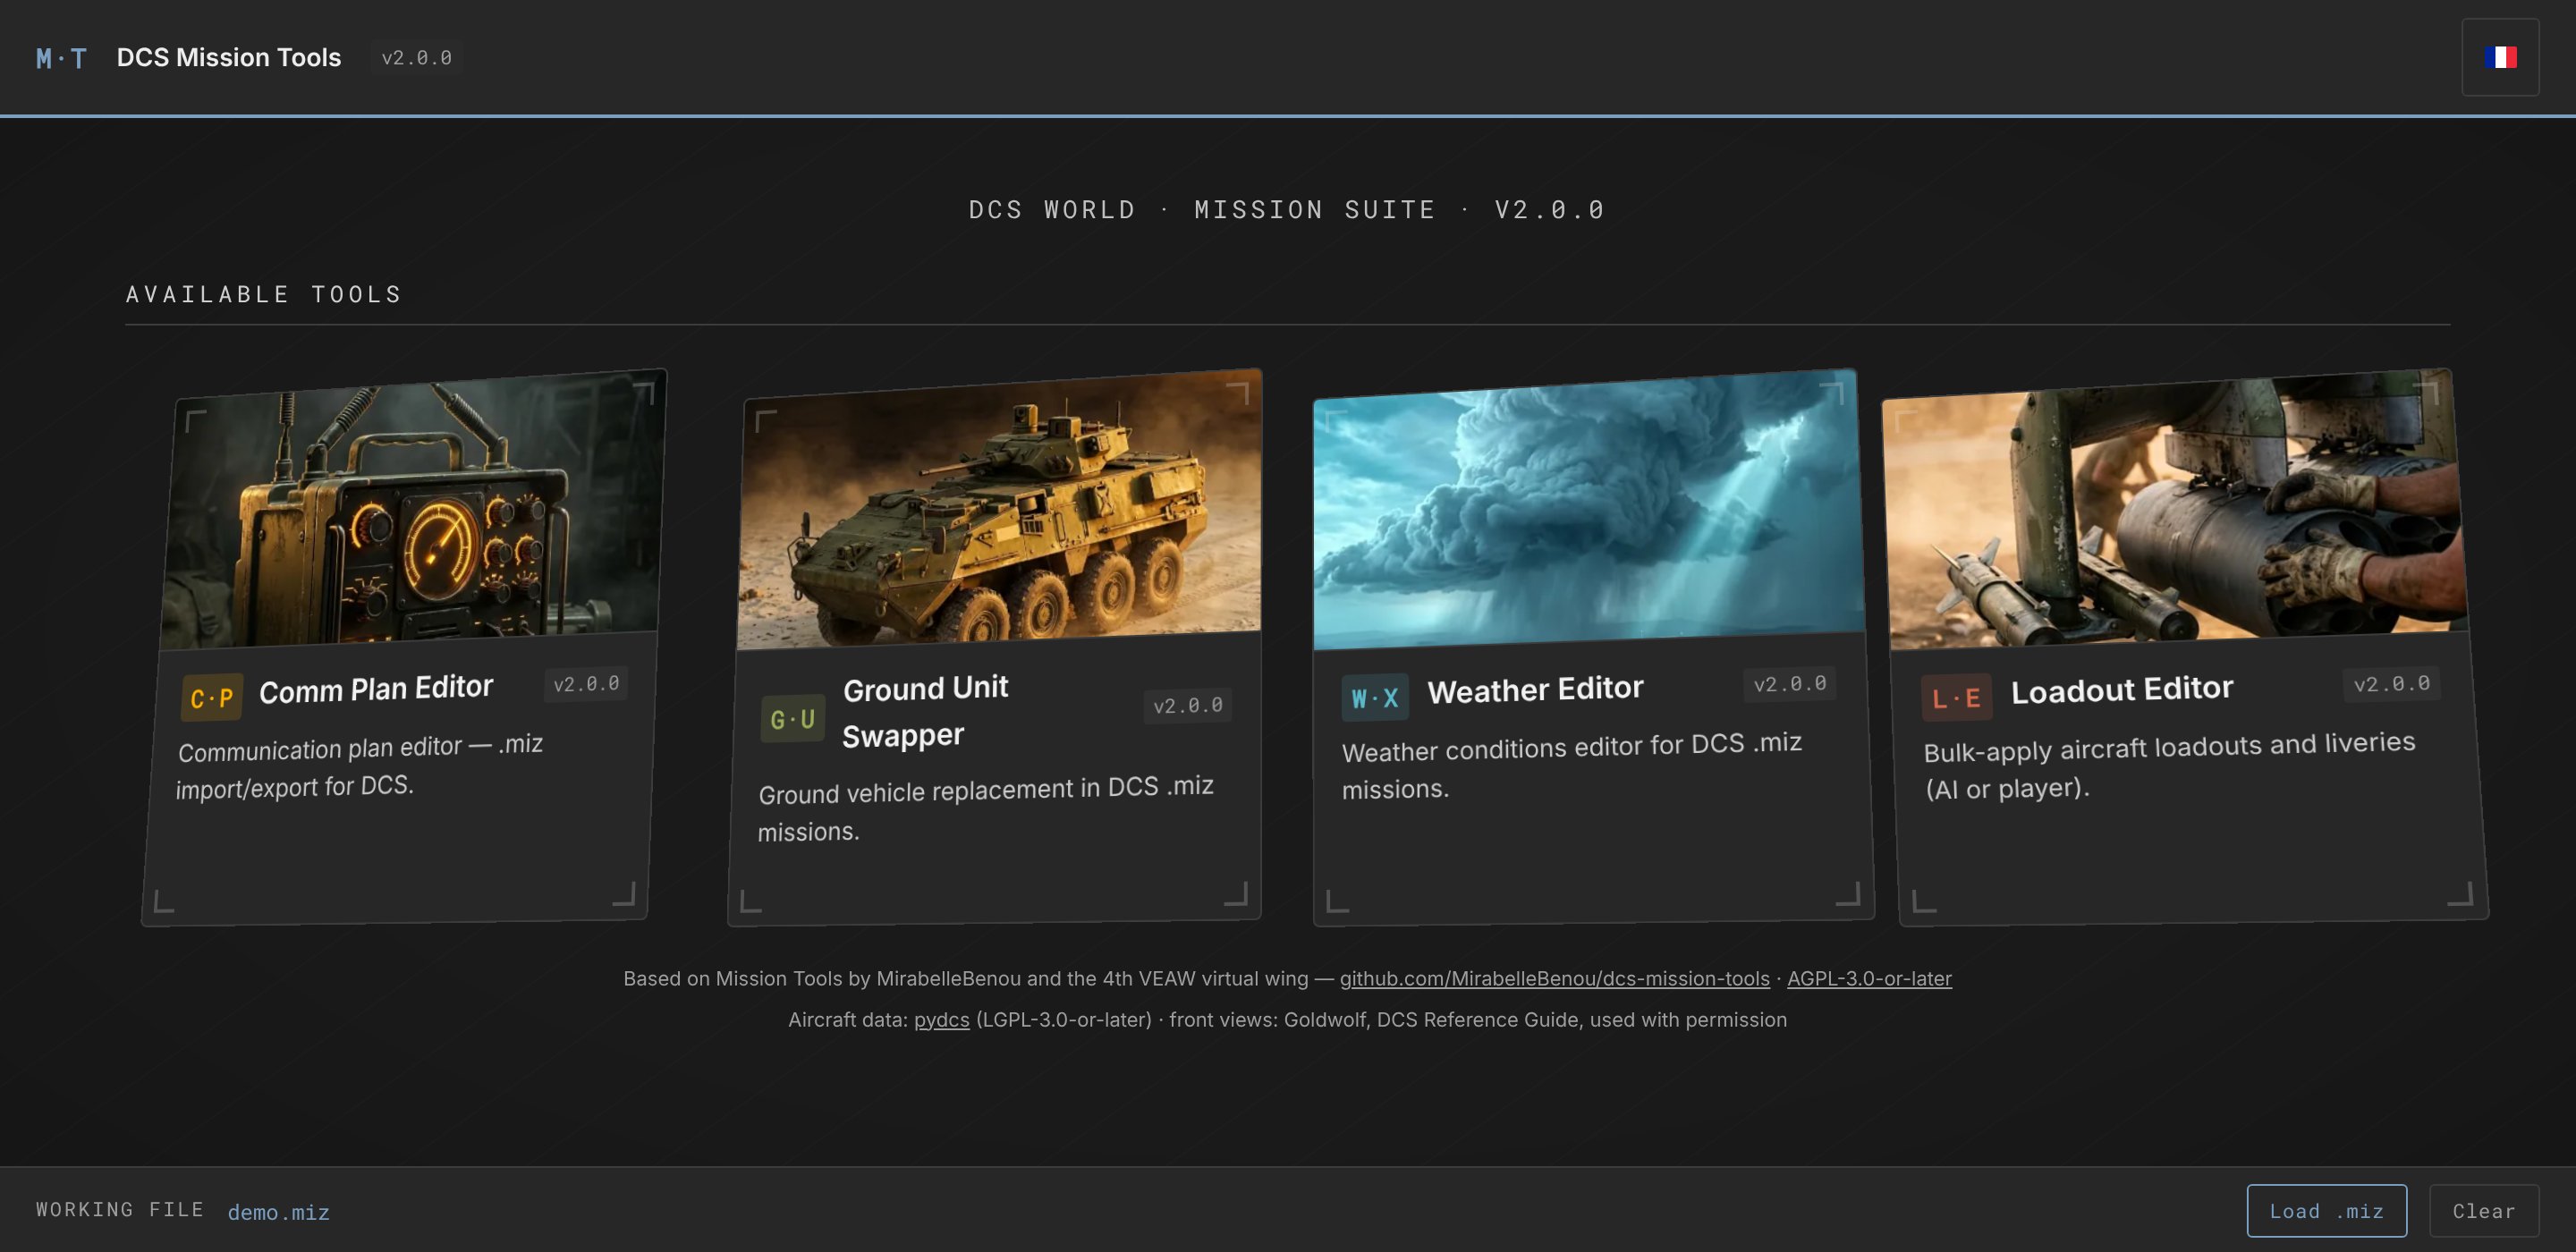 M·T DCS Mission Tools v2.0.0
DCS WORLD · MISSION SUITE · V2.0.0
AVAILABLE TOOLS
C·P Comm Plan Editor v2.0.0
Communication plan editor — .miz
import/export for DCS.
G·U Ground Unit
Swapper v2.0.0
Ground vehicle replacement in DCS .miz
missions.
W·X Weather Editor v2.0.0
Weather conditions editor for DCS .miz
missions.
L·E Loadout Editor v2.0.0
Bulk-apply aircraft loadouts and liveries
(AI or player).
Based on Mission Tools by MirabelleBenou and the 4th VEAW virtual wing — github.com/MirabelleBenou/dcs-mission-tools · AGPL-3.0-or-later
Aircraft data: pydcs (LGPL-3.0-or-later) · front views: Goldwolf, DCS Reference Guide, used with permission
WORKING FILE demo.miz Load .miz Clear